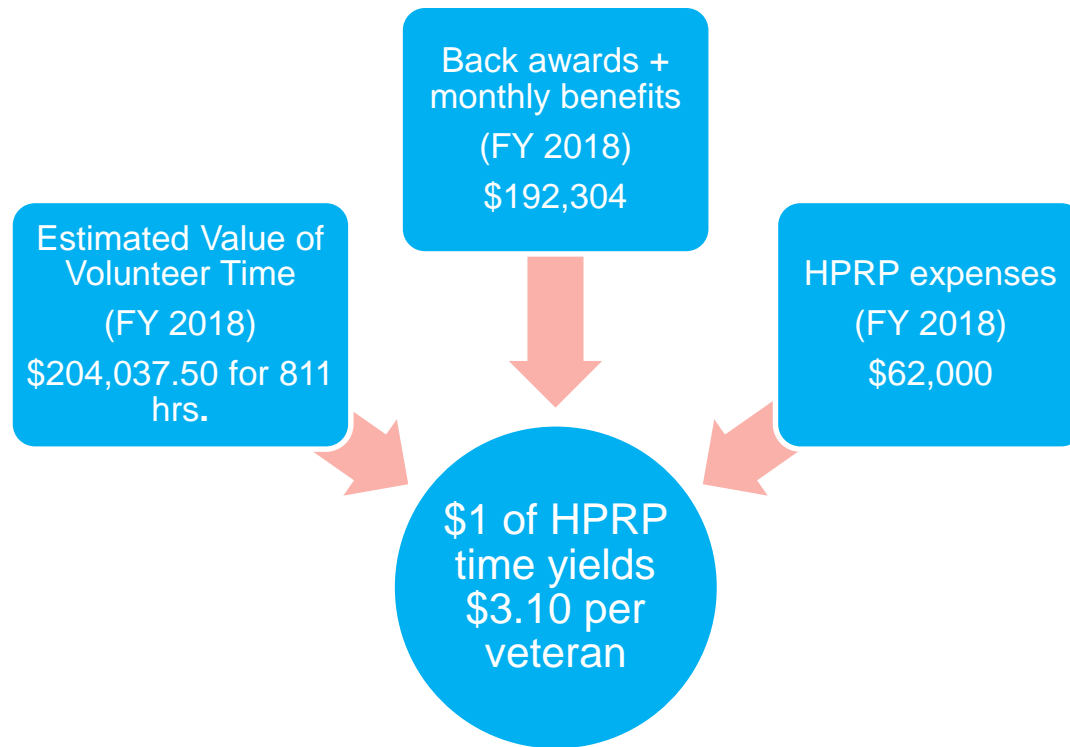 Back awards +
monthly benefits
(FY 2018)
$192,304
Estimated Value of
Volunteer Time
(FY 2018)
$204,037.50 for 811
hrs.
HPRP expenses
(FY 2018)
$62,000
$1 of HPRP
time yields
$3.10 per
veteran